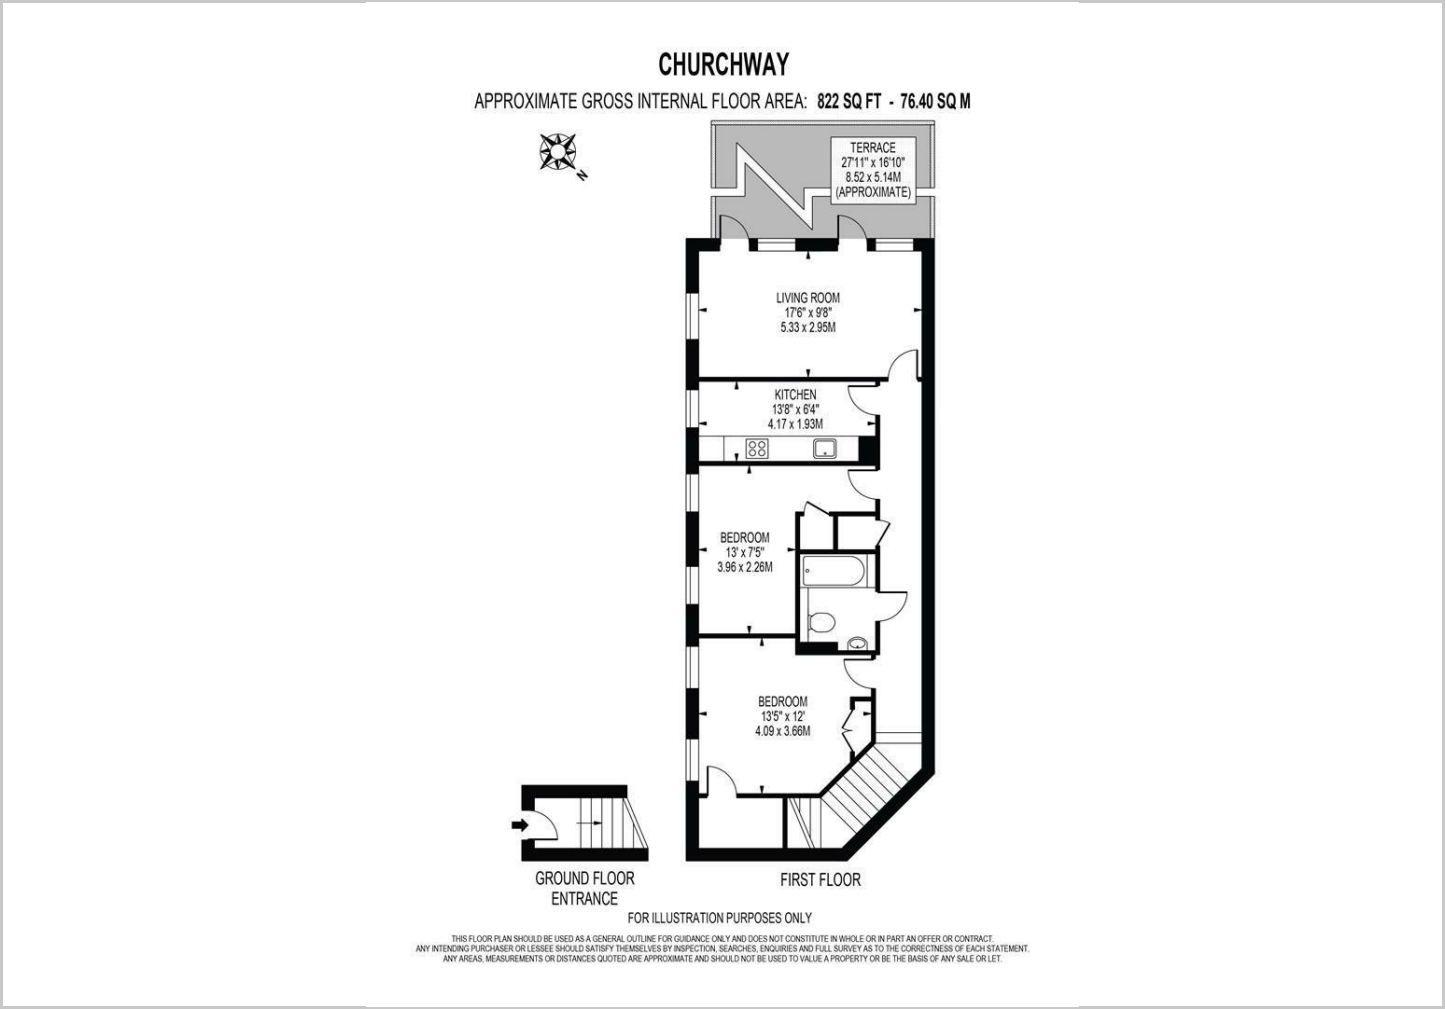 CHURCHWAY
APPROXIMATE GROSS INTERNAL FLOOR AREA: 822 SQ FT - 76.40 SQ M
N
TERRACE
27'11" x 16'10"
8.52 x 5.14M
(APPROXIMATE)
LIVING ROOM
17'6" x 9'8"
5.33 x 2.95M
KITCHEN
13'8" x 6'4"
4.17 x 1.93M
BEDROOM
13' x 7'5"
3.96 x 2.26M
BEDROOM
13'5" x 12'
4.09 x 3.66M
GROUND FLOOR
ENTRANCE
FIRST FLOOR
FOR ILLUSTRATION PURPOSES ONLY
THIS FLOOR PLAN SHOULD BE USED AS A GENERAL OUTLINE FOR GUIDANCE ONLY AND DOES NOT CONSTITUTE IN WHOLE OR IN PART AN OFFER OR CONTRACT.
ANY INTENDING PURCHASER OR LESSEE SHOULD SATISFY THEMSELVES BY INSPECTION, SEARCHES, ENQUIRIES AND FULL SURVEY AS TO THE CORRECTNESS OF EACH STATEMENT.
ANY AREAS, MEASUREMENTS OR DISTANCES QUOTED ARE APPROXIMATE AND SHOULD NOT BE USED TO VALUE A PROPERTY OR BE THE BASIS OF ANY SALE OR LET.